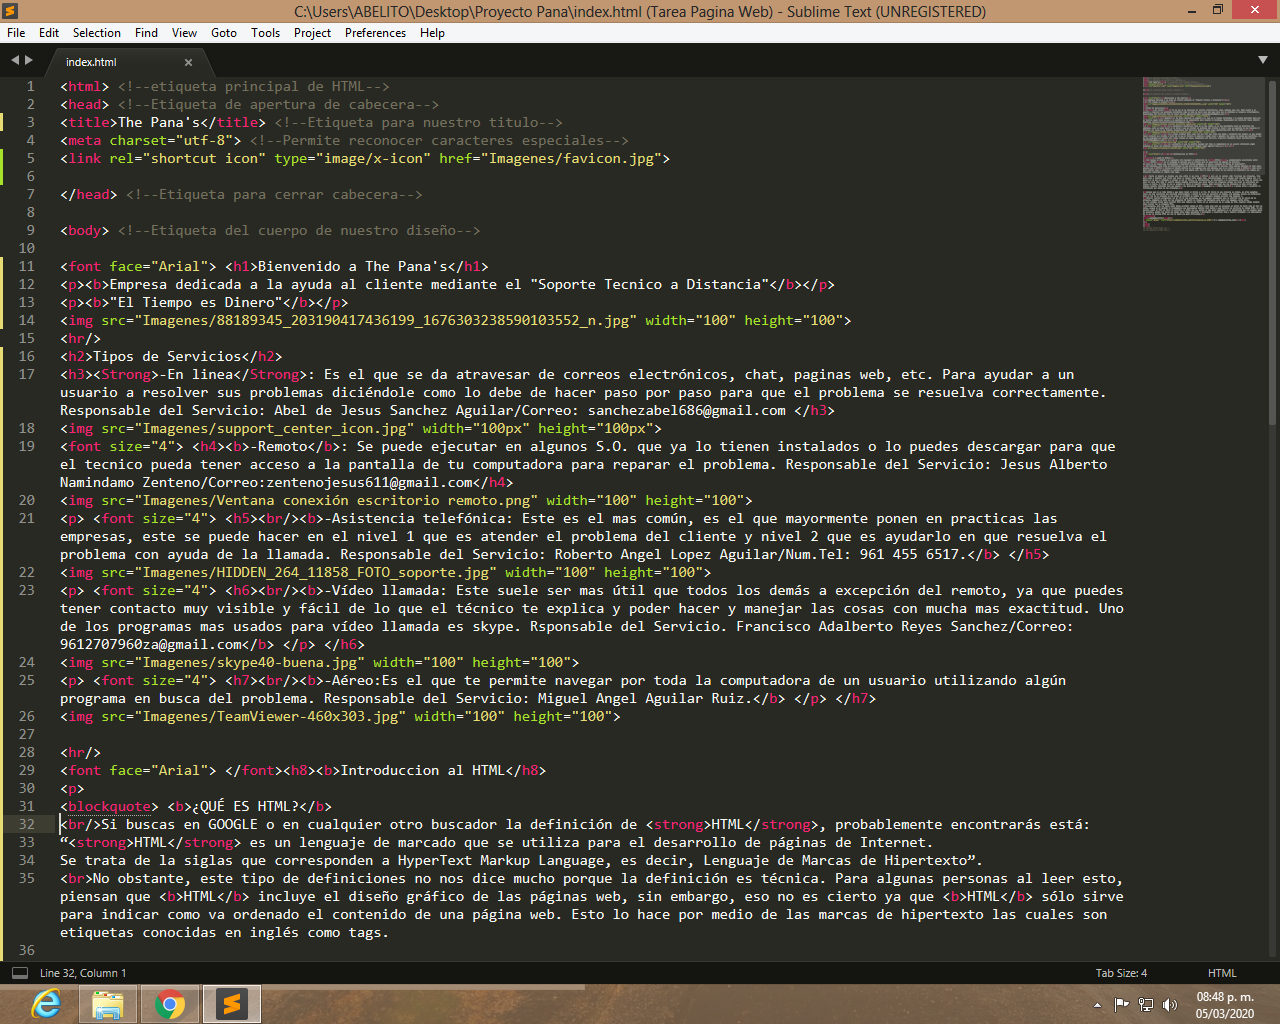 C:\Users\ABELITO\Desktop\Proyecto Pana\index.html (Tarea Pagina Web) - Sublime Text (UNREGISTERED)
File Edit Selection Find View Goto Tools Project Preferences Help
index.html
1 <html> <!--etiqueta principal de HTML-->
2 <head> <!--Etiqueta de apertura de cabecera-->
3 <title>The Pana's</title> <!--Etiqueta para nuestro titulo-->
4 <meta charset="utf-8"> <!--Permite reconocer caracteres especiales-->
5 <link rel="shortcut icon" type="image/x-icon" href="Imagenes/favicon.jpg">
6
7 </head> <!--Etiqueta para cerrar cabecera-->
8
9 <body> <!--Etiqueta del cuerpo de nuestro diseño-->
10
11 <font face="Arial"> <h1>Bienvenido a The Pana's</h1>
12 <p><b>Empresa dedicada a la ayuda al cliente mediante el "Soporte Tecnico a Distancia"</b></p>
13 <p><b>"El Tiempo es Dinero"</b></p>
14 <img src="Imagenes/88189345_203190417436199_1676303238590103552_n.jpg" width="100" height="100">
15 <hr/>
16 <h2>Tipos de Servicios</h2>
17 <h3><Strong>-En linea</Strong>: Es el que se da atravesar de correos electrónicos, chat, paginas web, etc. Para ayudar a un
usuario a resolver sus problemas diciéndole como lo debe de hacer paso por paso para que el problema se resuelva correctamente.
Responsable del Servicio: Abel de Jesus Sanchez Aguilar/Correo: sanchezabel686@gmail.com </h3>
18 <img src="Imagenes/support_center_icon.jpg" width="100px" height="100px">
19 <font size="4"> <h4><b>-Remoto</b>: Se puede ejecutar en algunos S.O. que ya lo tienen instalados o lo puedes descargar para que
el tecnico pueda tener acceso a la pantalla de tu computadora para reparar el problema. Responsable del Servicio: Jesus Alberto
Namindamo Zenteno/Correo:zentenojesus611@gmail.com</h4>
20 <img src="Imagenes/Ventana conexión escritorio remoto.png" width="100" height="100">
21 <p> <font size="4"> <h5><br/><b>-Asistencia telefónica: Este es el mas común, es el que mayormente ponen en practicas las
empresas, este se puede hacer en el nivel 1 que es atender el problema del cliente y nivel 2 que es ayudarlo en que resuelva el
problema con ayuda de la llamada. Responsable del Servicio: Roberto Angel Lopez Aguilar/Num.Tel: 961 455 6517.</b> </h5>
22 <img src="Imagenes/HIDDEN_264_11858_FOTO_soporte.jpg" width="100" height="100">
23 <p> <font size="4"> <h6><br/><b>-Vídeo llamada: Este suele ser mas útil que todos los demás a excepción del remoto, ya que puedes
tener contacto muy visible y fácil de lo que el técnico te explica y poder hacer y manejar las cosas con mucha mas exactitud. Uno
de los programas mas usados para vídeo llamada es skype. Rsponsable del Servicio. Francisco Adalberto Reyes Sanchez/Correo:
9612707960za@gmail.com</b> </p> </h6>
24 <img src="Imagenes/skype40-buena.jpg" width="100" height="100">
25 <p> <font size="4"> <h7><br/><b>-Aéreo:Es el que te permite navegar por toda la computadora de un usuario utilizando algún
programa en busca del problema. Responsable del Servicio: Miguel Angel Aguilar Ruiz.</b> </p> </h7>
26 <img src="Imagenes/TeamViewer-460x303.jpg" width="100" height="100">
27
28 <hr/>
29 <font face="Arial"> </font><h8><b>Introduccion al HTML</h8>
30 <p>
31 <blockquote> <b>¿QUÉ ES HTML?</b>
32 <br/>Si buscas en GOOGLE o en cualquier otro buscador la definición de <strong>HTML</strong>, probablemente encontrarás está:
33 “<strong>HTML</strong> es un lenguaje de marcado que se utiliza para el desarrollo de páginas de Internet.
34 Se trata de la siglas que corresponden a HyperText Markup Language, es decir, Lenguaje de Marcas de Hipertexto”.
35 <br>No obstante, este tipo de definiciones no nos dice mucho porque la definición es técnica. Para algunas personas al leer esto,
piensan que <b>HTML</b> incluye el diseño gráfico de las páginas web, sin embargo, eso no es cierto ya que <b>HTML</b> sólo sirve
para indicar como va ordenado el contenido de una página web. Esto lo hace por medio de las marcas de hipertexto las cuales son
etiquetas conocidas en inglés como tags.
36
Line 32, Column 1 Tab Size: 4 HTML
08:48 p. m.
05/03/2020